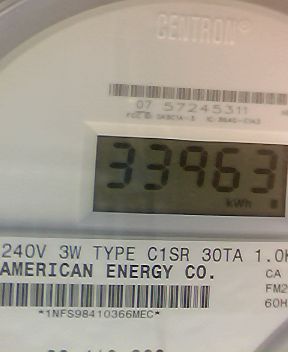 CENTRON®
07 57245311
33963
kWh
240V 3W TYPE C1SR 30TA 1.0
AMERICAN ENERGY CO.
CA
FM2
60H
*1NFS98410366MEC*